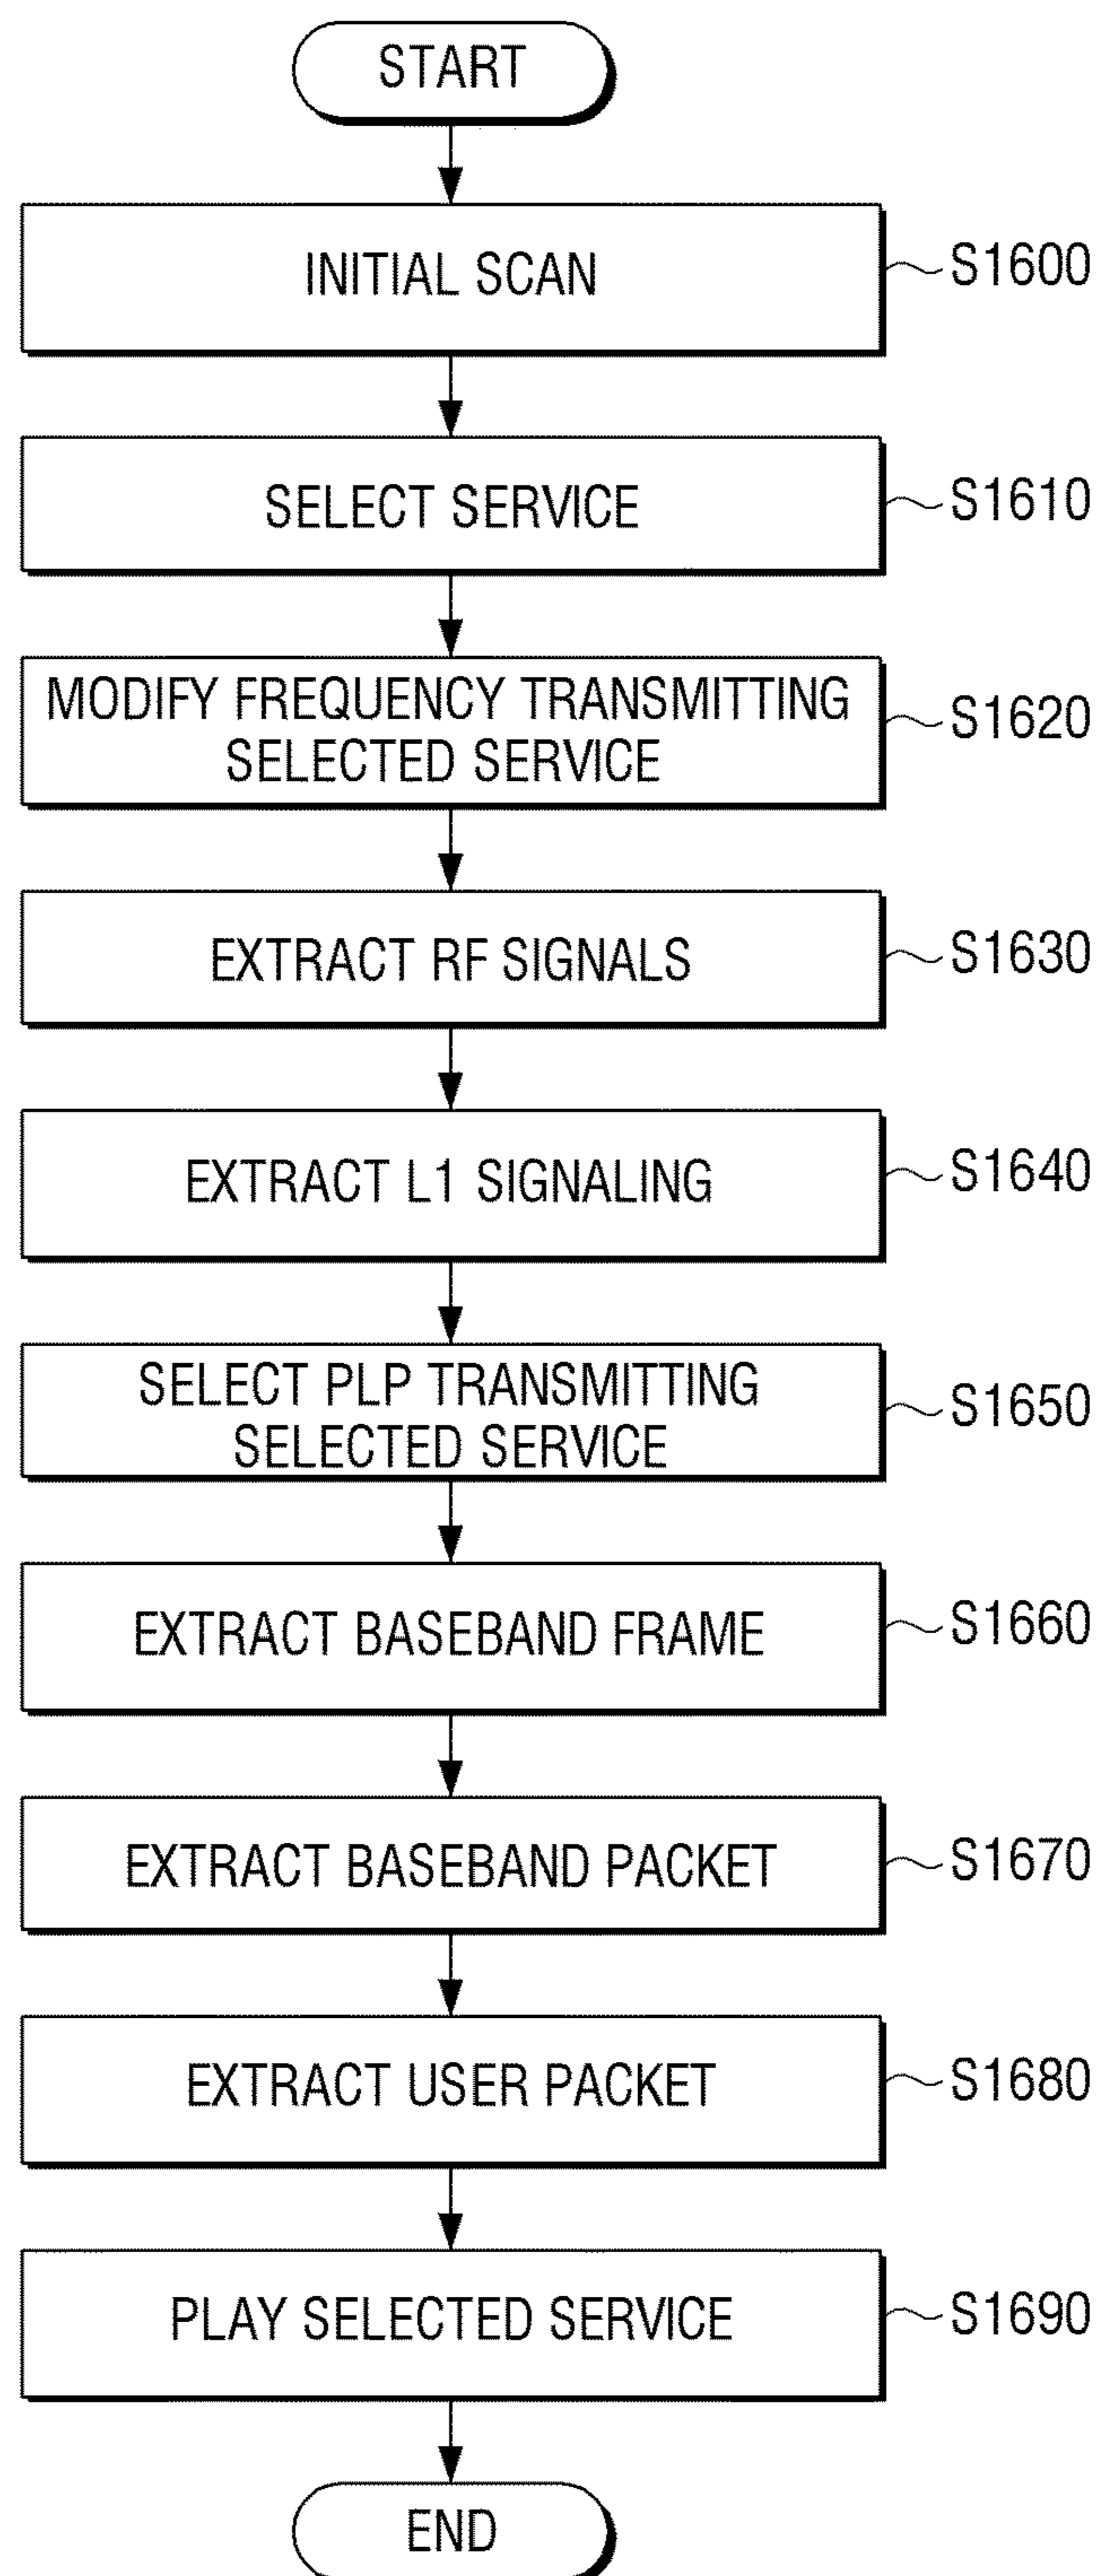 START
INITIAL SCAN
S1600
SELECT SERVICE
S1610
MODIFY FREQUENCY TRANSMITTING
SELECTED SERVICE
S1620
EXTRACT RF SIGNALS
S1630
EXTRACT L1 SIGNALING
S1640
SELECT PLP TRANSMITTING
SELECTED SERVICE
S1650
EXTRACT BASEBAND FRAME
S1660
EXTRACT BASEBAND PACKET
S1670
EXTRACT USER PACKET
S1680
PLAY SELECTED SERVICE
S1690
END